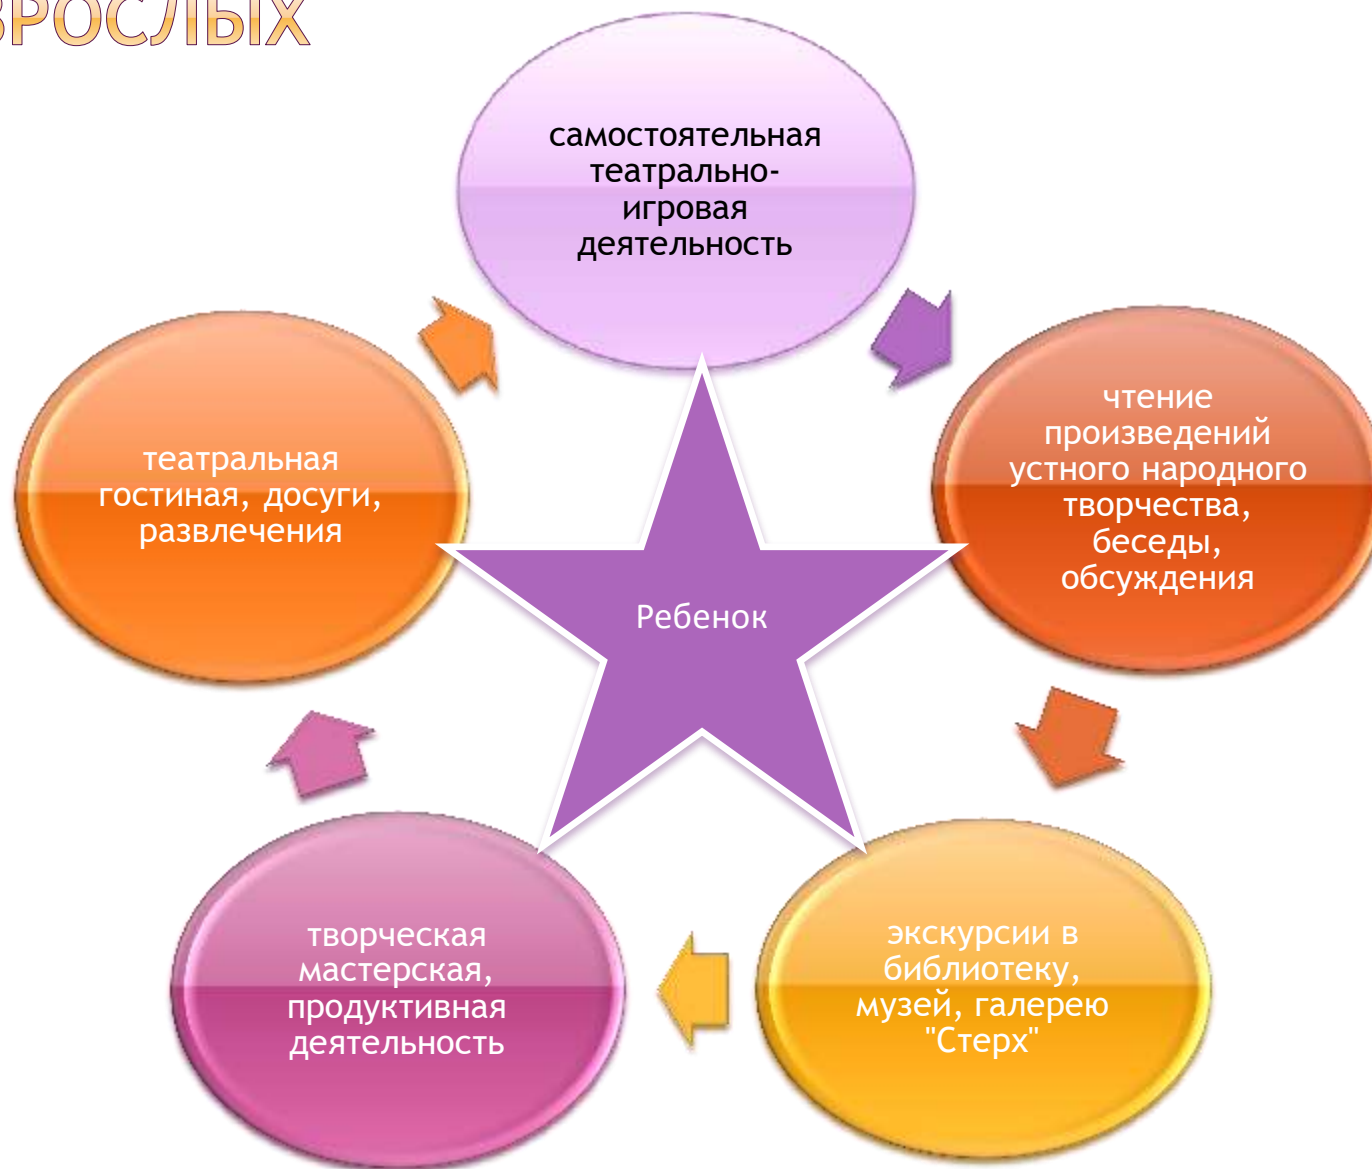 ВЗРОСЛЫХ
самостоятельная
театрально-
игровая
деятельность
чтение
произведений
устного народного
творчества,
беседы,
обсуждения
экскурсии в
библиотеку,
музей, галерею
"Стерх"
творческая
мастерская,
продуктивная
деятельность
театральная
гостиная, досуги,
развлечения
Ребенок